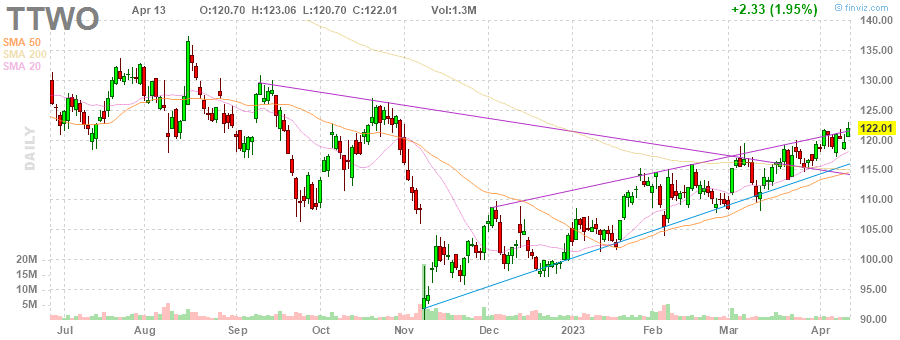 TTWO Apr 13 O:120.70 H:123.06 L:120.70 C:122.01 Vol:1.3M +2.33 (1.95%) © finviz.com
SMA 50
SMA 200
SMA 20
DAILY
140.00
135.00
130.00
125.00
122.01
120.00
115.00
110.00
105.00
100.00
95.00
90.00
20M
15M
10M
5M
Jul Aug Sep Oct Nov Dec 2023 Feb Mar Apr